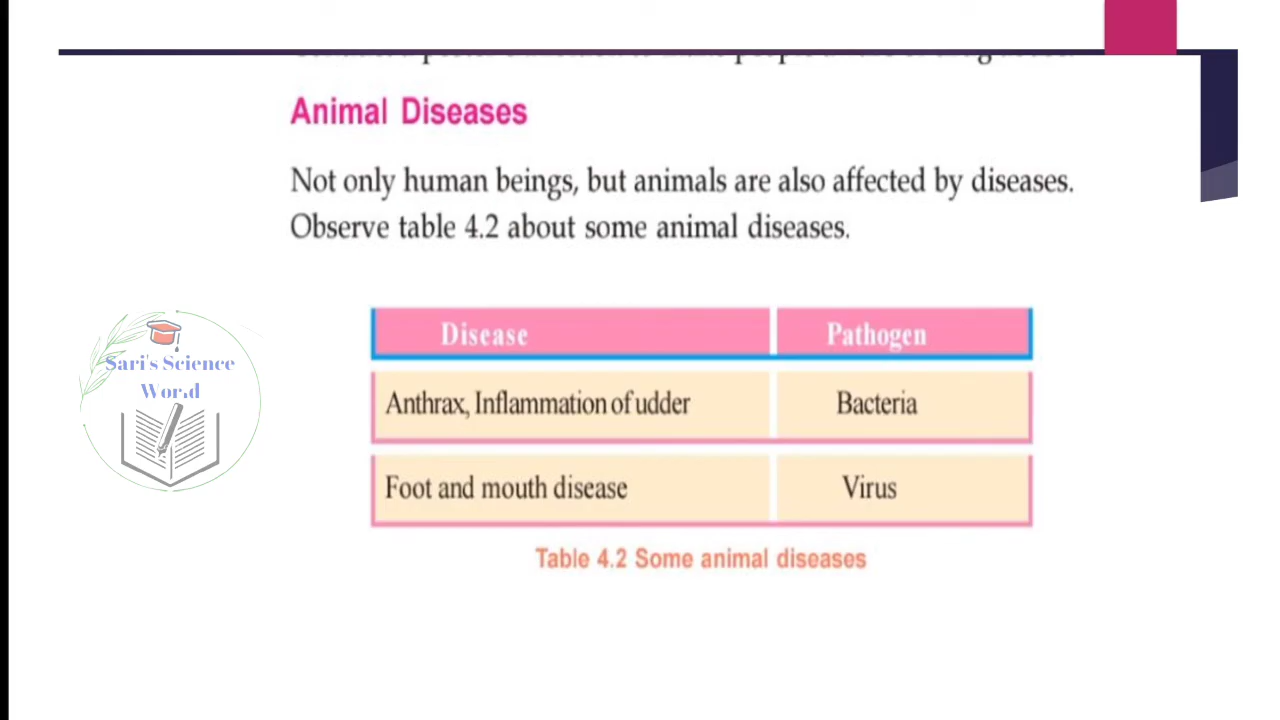 Animal Diseases
Not only human beings, but animals are also affected by diseases.
Observe table 4.2 about some animal diseases.
Disease Pathogen
Anthrax, Inflammation of udder Bacteria
Foot and mouth disease Virus
Table 4.2 Some animal diseases
Sari's Science
Wor.d